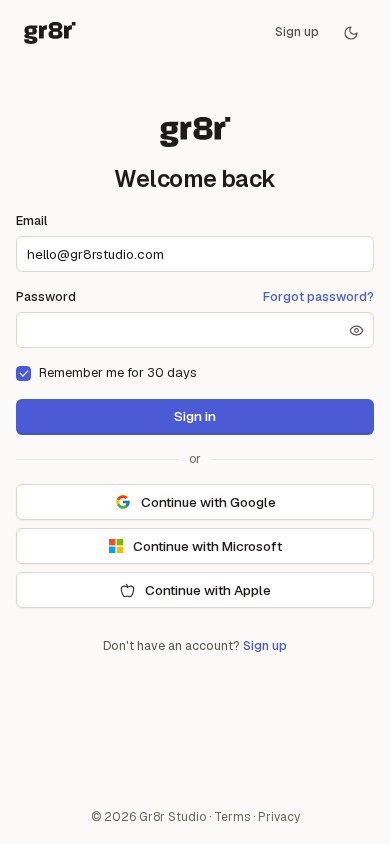 gr8r
Sign up
gr8r
Welcome back
Email
hello@gr8rstudio.com
Password
Forgot password?
Remember me for 30 days
Sign in
or
Continue with Google
Continue with Microsoft
Continue with Apple
Don't have an account? Sign up
© 2026 Gr8r Studio · Terms · Privacy